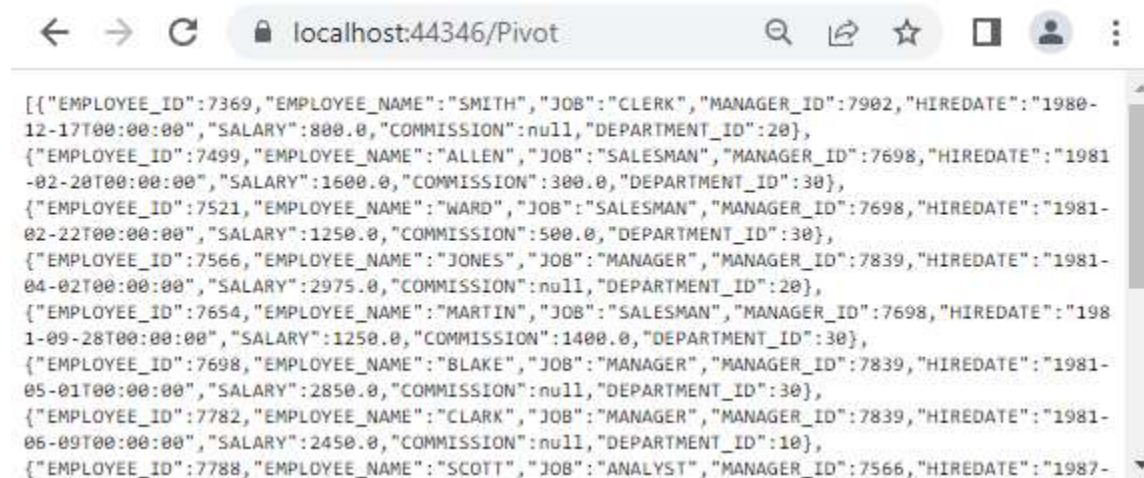 localhost:44346/Pivot
[{"EMPLOYEE_ID":7369,"EMPLOYEE_NAME":"SMITH","JOB":"CLERK","MANAGER_ID":7902,"HIREDATE":"1980-
12-17T00:00:00","SALARY":800.0,"COMMISSION":null,"DEPARTMENT_ID":20},
{"EMPLOYEE_ID":7499,"EMPLOYEE_NAME":"ALLEN","JOB":"SALESMAN","MANAGER_ID":7698,"HIREDATE":"1981
-02-20T00:00:00","SALARY":1600.0,"COMMISSION":300.0,"DEPARTMENT_ID":30},
{"EMPLOYEE_ID":7521,"EMPLOYEE_NAME":"WARD","JOB":"SALESMAN","MANAGER_ID":7698,"HIREDATE":"1981-
02-22T00:00:00","SALARY":1250.0,"COMMISSION":500.0,"DEPARTMENT_ID":30},
{"EMPLOYEE_ID":7566,"EMPLOYEE_NAME":"JONES","JOB":"MANAGER","MANAGER_ID":7839,"HIREDATE":"1981-
04-02T00:00:00","SALARY":2975.0,"COMMISSION":null,"DEPARTMENT_ID":20},
{"EMPLOYEE_ID":7654,"EMPLOYEE_NAME":"MARTIN","JOB":"SALESMAN","MANAGER_ID":7698,"HIREDATE":"198
1-09-28T00:00:00","SALARY":1250.0,"COMMISSION":1400.0,"DEPARTMENT_ID":30},
{"EMPLOYEE_ID":7698,"EMPLOYEE_NAME":"BLAKE","JOB":"MANAGER","MANAGER_ID":7839,"HIREDATE":"1981-
05-01T00:00:00","SALARY":2850.0,"COMMISSION":null,"DEPARTMENT_ID":30},
{"EMPLOYEE_ID":7782,"EMPLOYEE_NAME":"CLARK","JOB":"MANAGER","MANAGER_ID":7839,"HIREDATE":"1981-
06-09T00:00:00","SALARY":2450.0,"COMMISSION":null,"DEPARTMENT_ID":10},
{"EMPLOYEE_ID":7788,"EMPLOYEE_NAME":"SCOTT","JOB":"ANALYST","MANAGER_ID":7566,"HIREDATE":"1987-